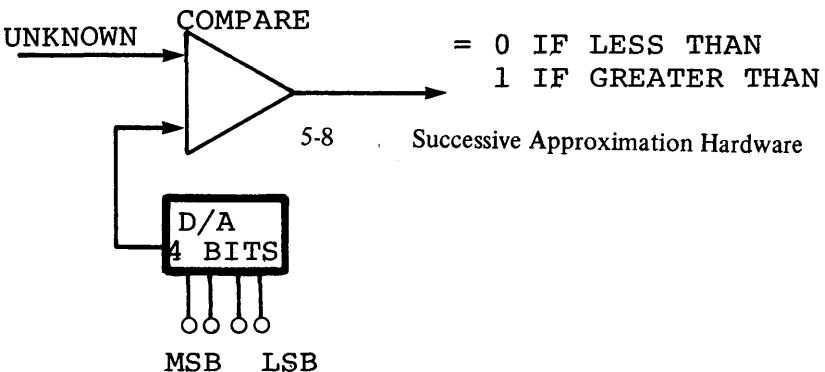 COMPARE
UNKNOWN
= 0 IF LESS THAN
1 IF GREATER THAN
5-8 Successive Approximation Hardware
D/A
4 BITS
MSB LSB